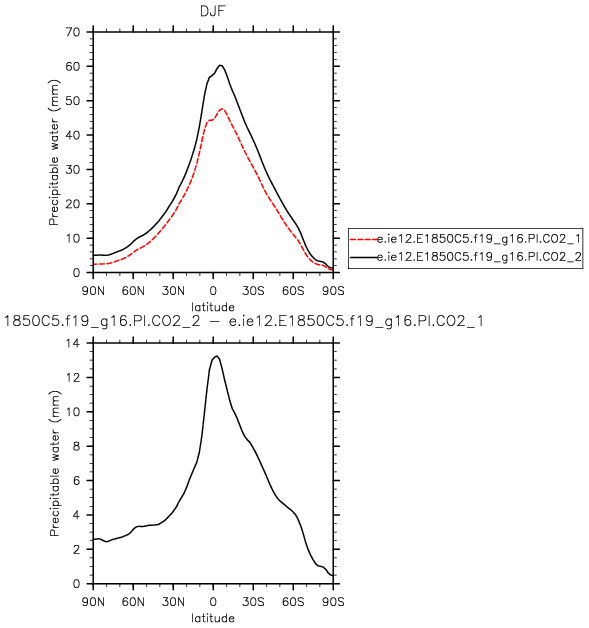 DJF
70
60
50
40
30
20
10
0
Precipitable water (mm)
90N 60N 30N 0 30S 60S 90S
latitude
e.ie12.E1850C5.f19_g16.PI.CO2_1
e.ie12.E1850C5.f19_g16.PI.CO2_2
1850C5.f19_g16.PI.CO2_2 — e.ie12.E1850C5.f19_g16.PI.CO2_1
14
12
10
8
6
4
2
0
Precipitable water (mm)
90N 60N 30N 0 30S 60S 90S
latitude